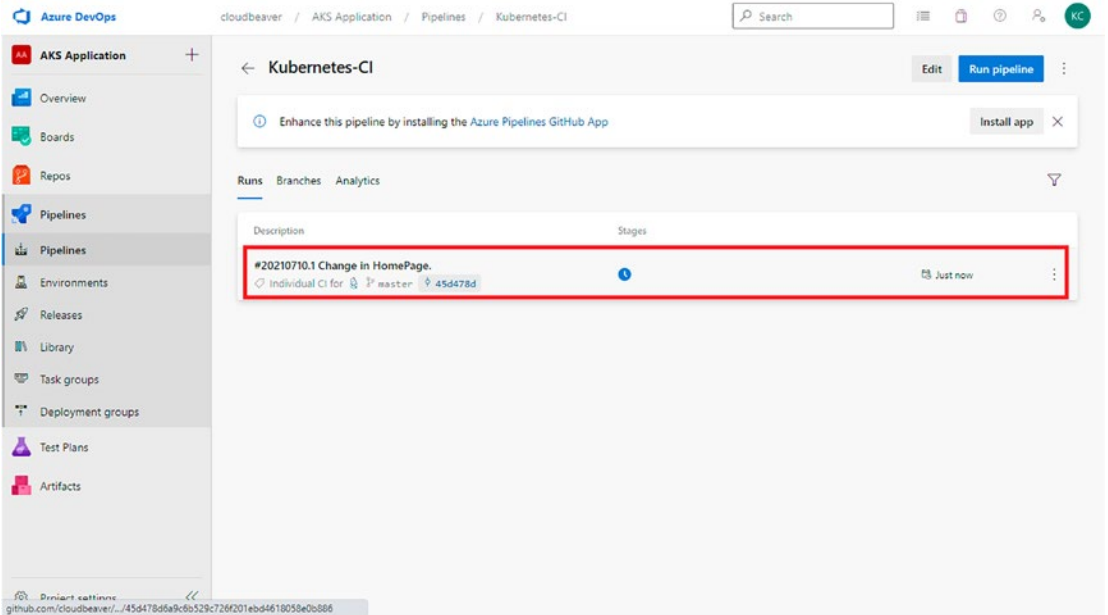 Azure DevOps
cloudbeaver / AKS Application / Pipelines / Kubernetes-CI
Search
KC
AA AKS Application
Kubernetes-CI
Edit
Run pipeline
Overview
Enhance this pipeline by installing the Azure Pipelines GitHub App
Install app
Boards
Repos
Runs Branches Analytics
Pipelines
Description Stages
Pipelines
#20210710.1 Change in HomePage.
Individual CI for master 45d478d
Just now
Environments
Releases
Library
Task groups
Deployment groups
Test Plans
Artifacts
Project settings
github.com/cloudbeaver/.../45d478d6a9c6b529c726f201ebd4618058e0b886